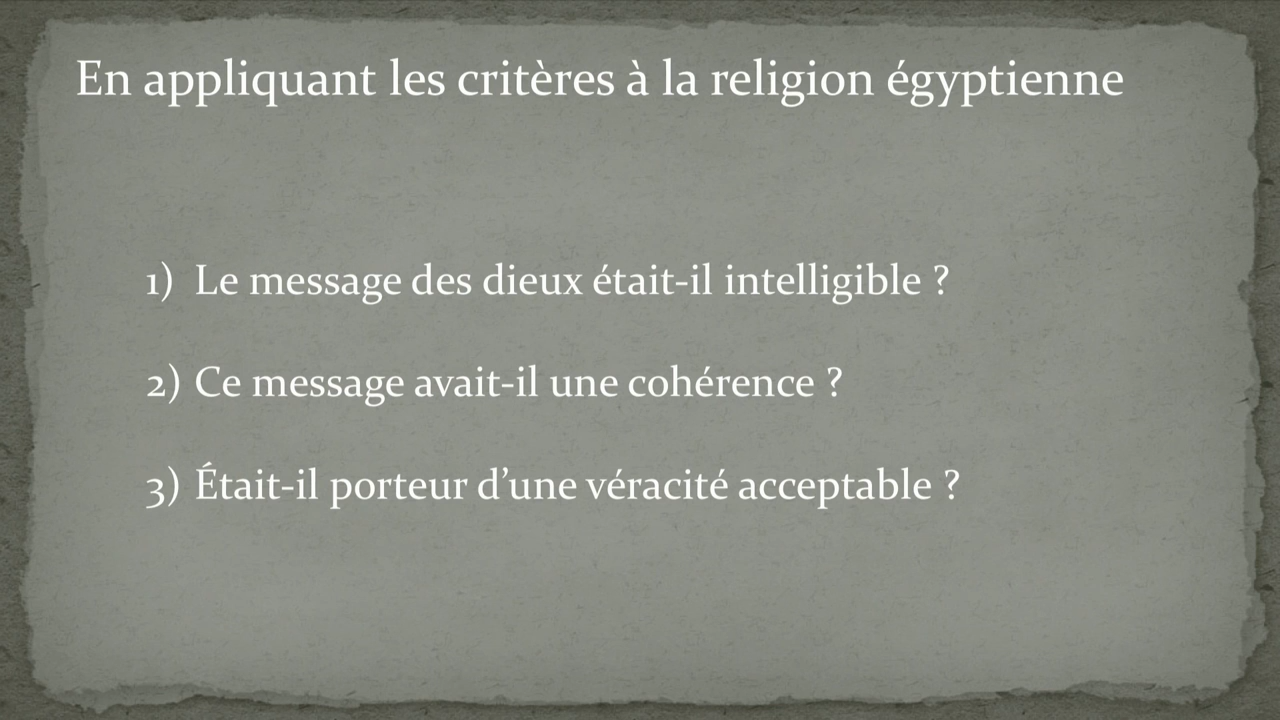 En appliquant les critères à la religion égyptienne
1) Le message des dieux était-il intelligible ?
2) Ce message avait-il une cohérence ?
3) Était-il porteur d’une véracité acceptable ?